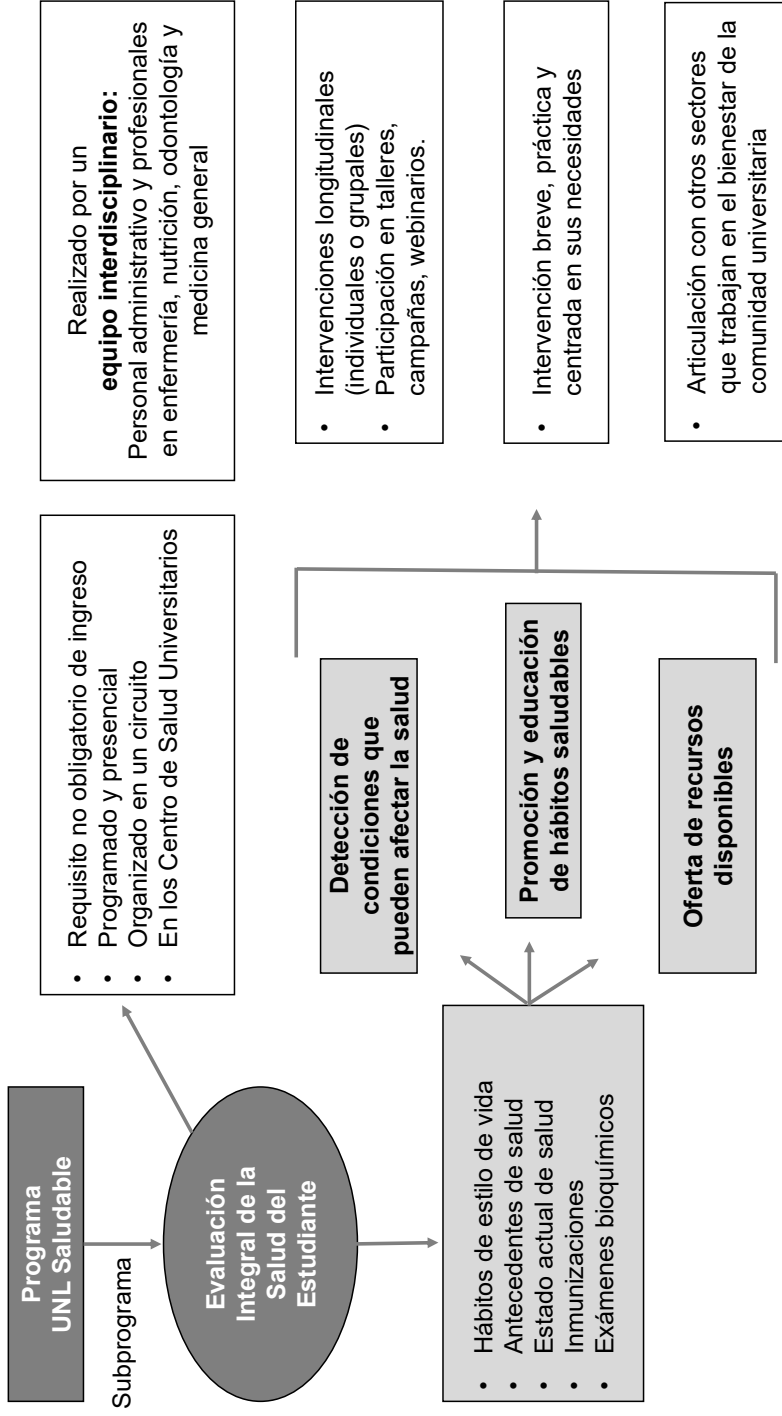 Programa
UNL Saludable
Subprograma
Evaluación
Integral de la
Salud del
Estudiante
• Requisito no obligatorio de ingreso
• Programado y presencial
• Organizado en un circuito
• En los Centro de Salud Universitarios
Realizado por un
equipo interdisciplinario:
Personal administrativo y profesionales
en enfermería, nutrición, odontología y
medicina general
• Hábitos de estilo de vida
• Antecedentes de salud
• Estado actual de salud
• Inmunizaciones
• Exámenes bioquímicos
Detección de
condiciones que
pueden afectar la salud
Promoción y educación
de hábitos saludables
Oferta de recursos
disponibles
• Intervenciones longitudinales
(individuales o grupales)
• Participación en talleres,
campañas, webinarios.
• Intervención breve, práctica y
centrada en sus necesidades
• Articulación con otros sectores
que trabajan en el bienestar de la
comunidad universitaria